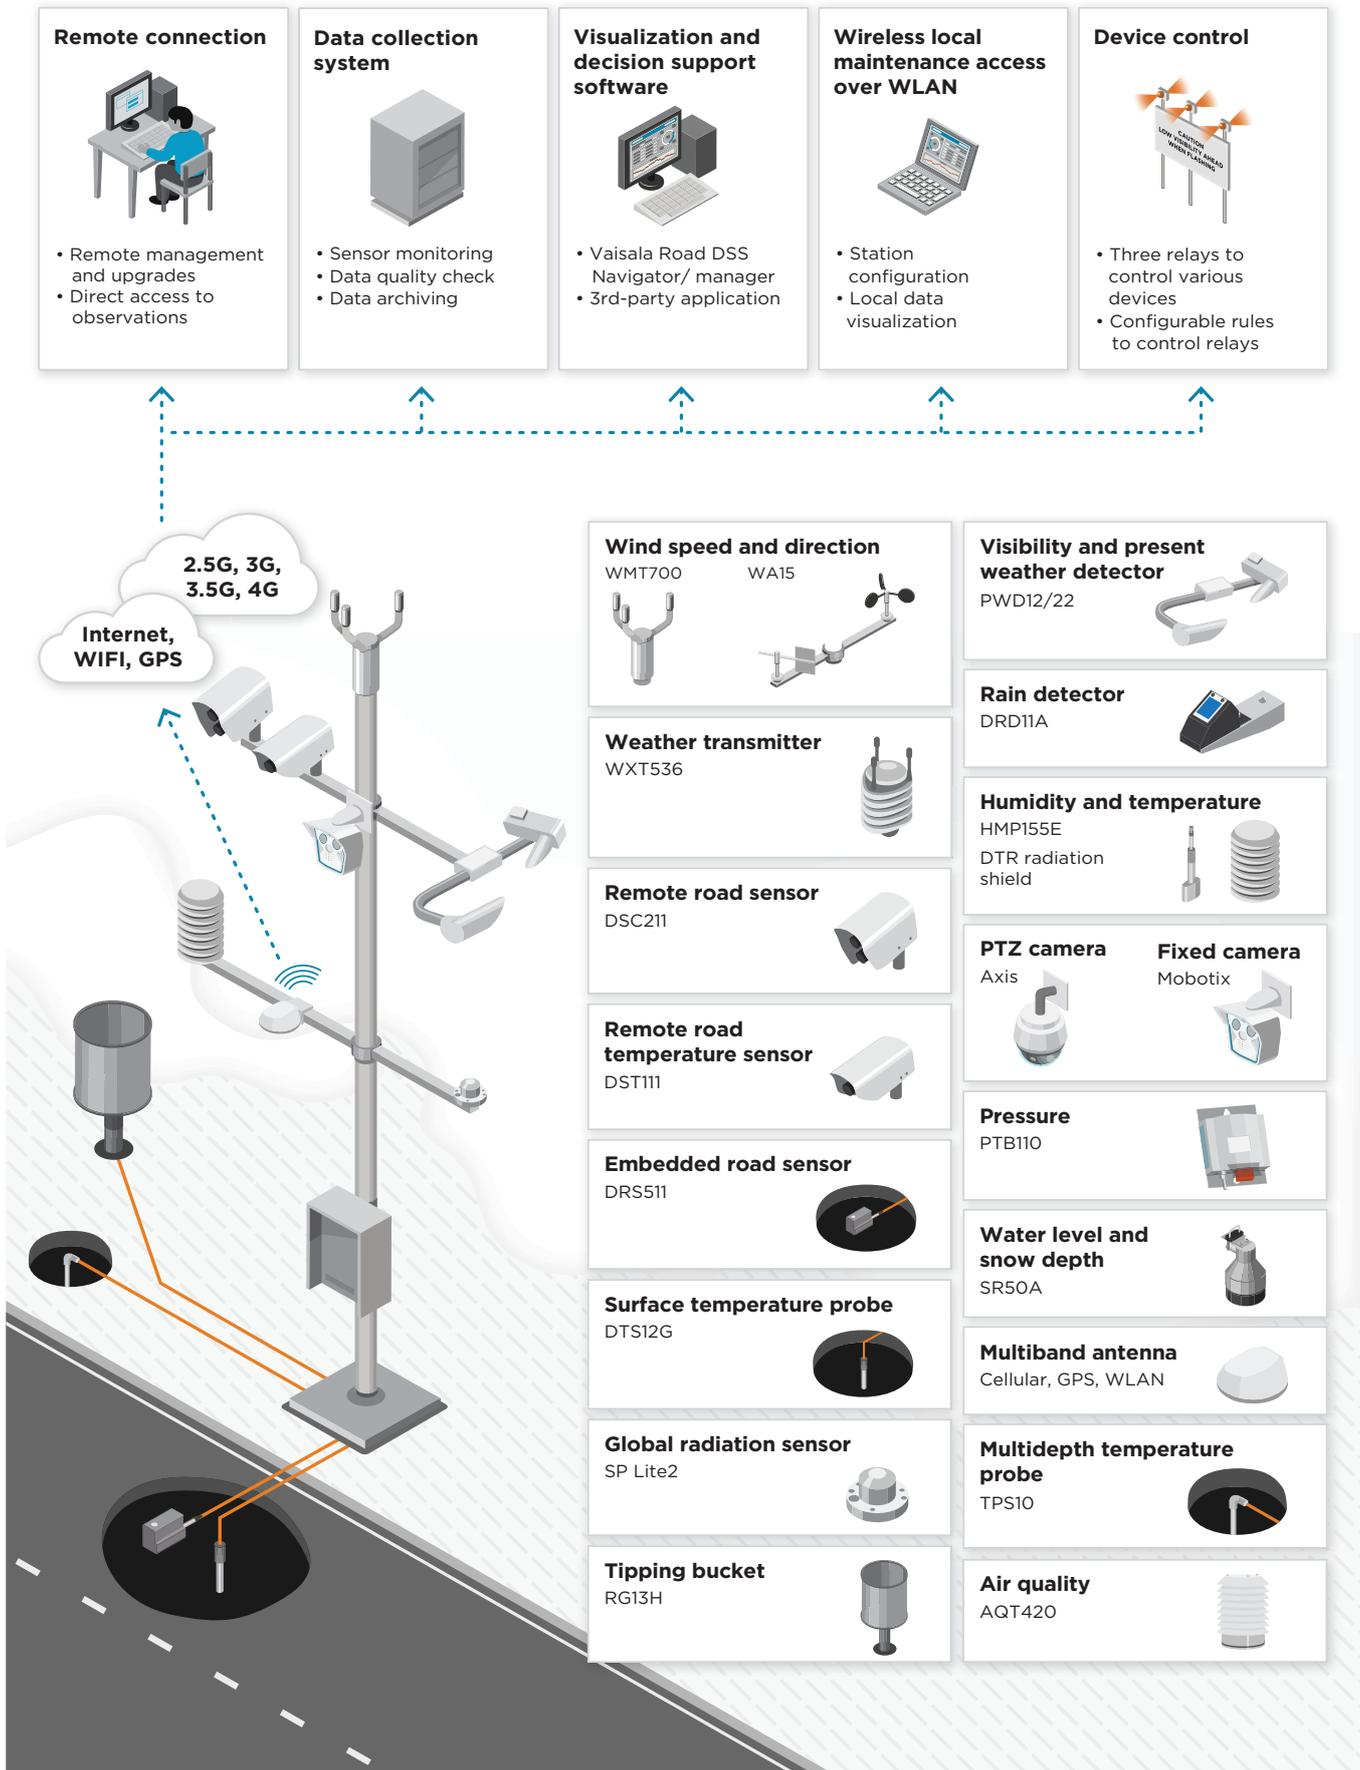 Remote connection
• Remote management
and upgrades
• Direct access to
observations
Data collection
system
• Sensor monitoring
• Data quality check
• Data archiving
Visualization and
decision support
software
• Vaisala Road DSS
Navigator/ manager
• 3rd-party application
Wireless local
maintenance access
over WLAN
• Station
configuration
• Local data
visualization
Device control
CAUTION
LOW VISIBILITY AHEAD
WHEN FLASHING
• Three relays to
control various
devices
• Configurable rules
to control relays
2.5G, 3G,
3.5G, 4G
Internet,
WIFI, GPS
Wind speed and direction
WMT700
WA15
Weather transmitter
WXT536
Remote road sensor
DSC211
Remote road
temperature sensor
DST111
Embedded road sensor
DRS511
Surface temperature probe
DTS12G
Global radiation sensor
SP Lite2
Tipping bucket
RG13H
Visibility and present
weather detector
PWD12/22
Rain detector
DRD11A
Humidity and temperature
HMP155E
DTR radiation
shield
PTZ camera
Axis
Fixed camera
Mobotix
Pressure
PTB110
Water level and
snow depth
SR50A
Multiband antenna
Cellular, GPS, WLAN
Multidepth temperature
probe
TPS10
Air quality
AQT420